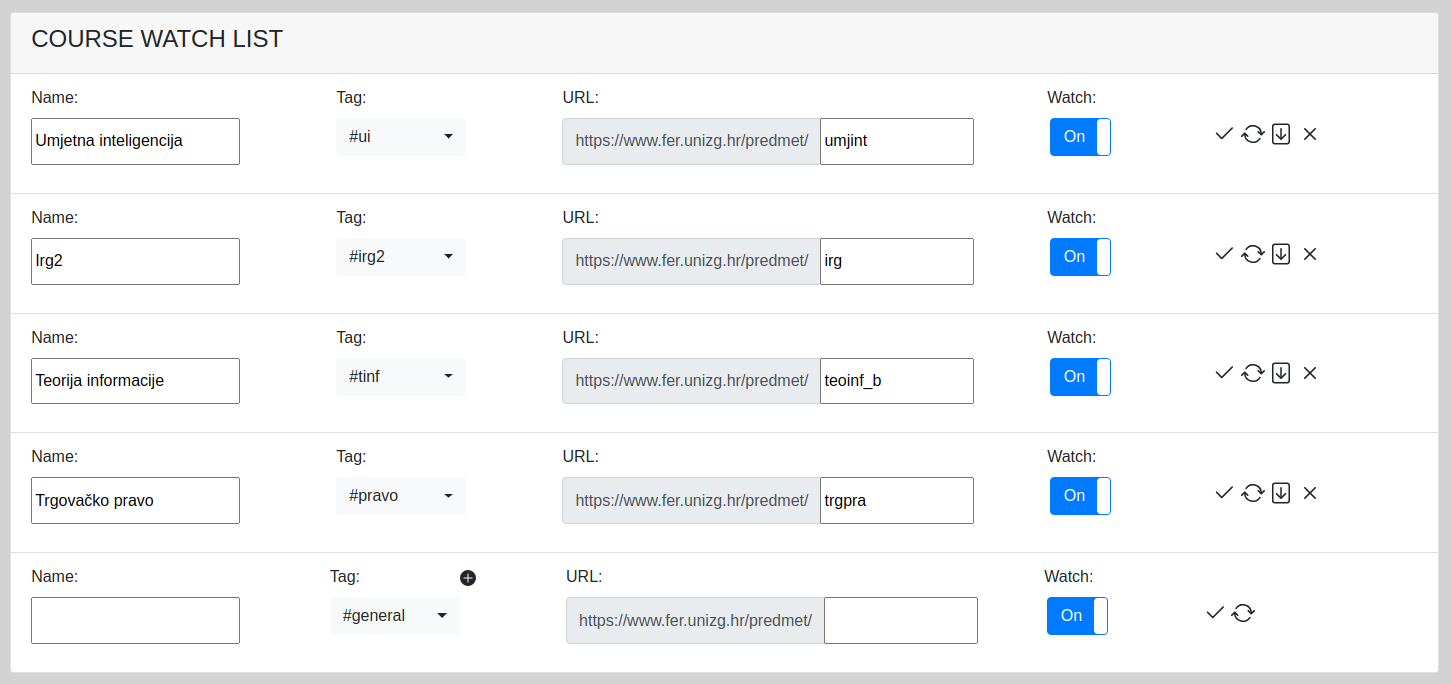 COURSE WATCH LIST
Name: Tag: URL: Watch:
Umjetna inteligencija #ui https://www.fer.unizg.hr/predmet/ umjint On
Name: Tag: URL: Watch:
Irg2 #irg2 https://www.fer.unizg.hr/predmet/ irg On
Name: Tag: URL: Watch:
Teorija informacije #tinf https://www.fer.unizg.hr/predmet/ teoinf_b On
Name: Tag: URL: Watch:
Trgovačko pravo #pravo https://www.fer.unizg.hr/predmet/ trgpra On
Name: Tag: URL: Watch:
#general https://www.fer.unizg.hr/predmet/ On